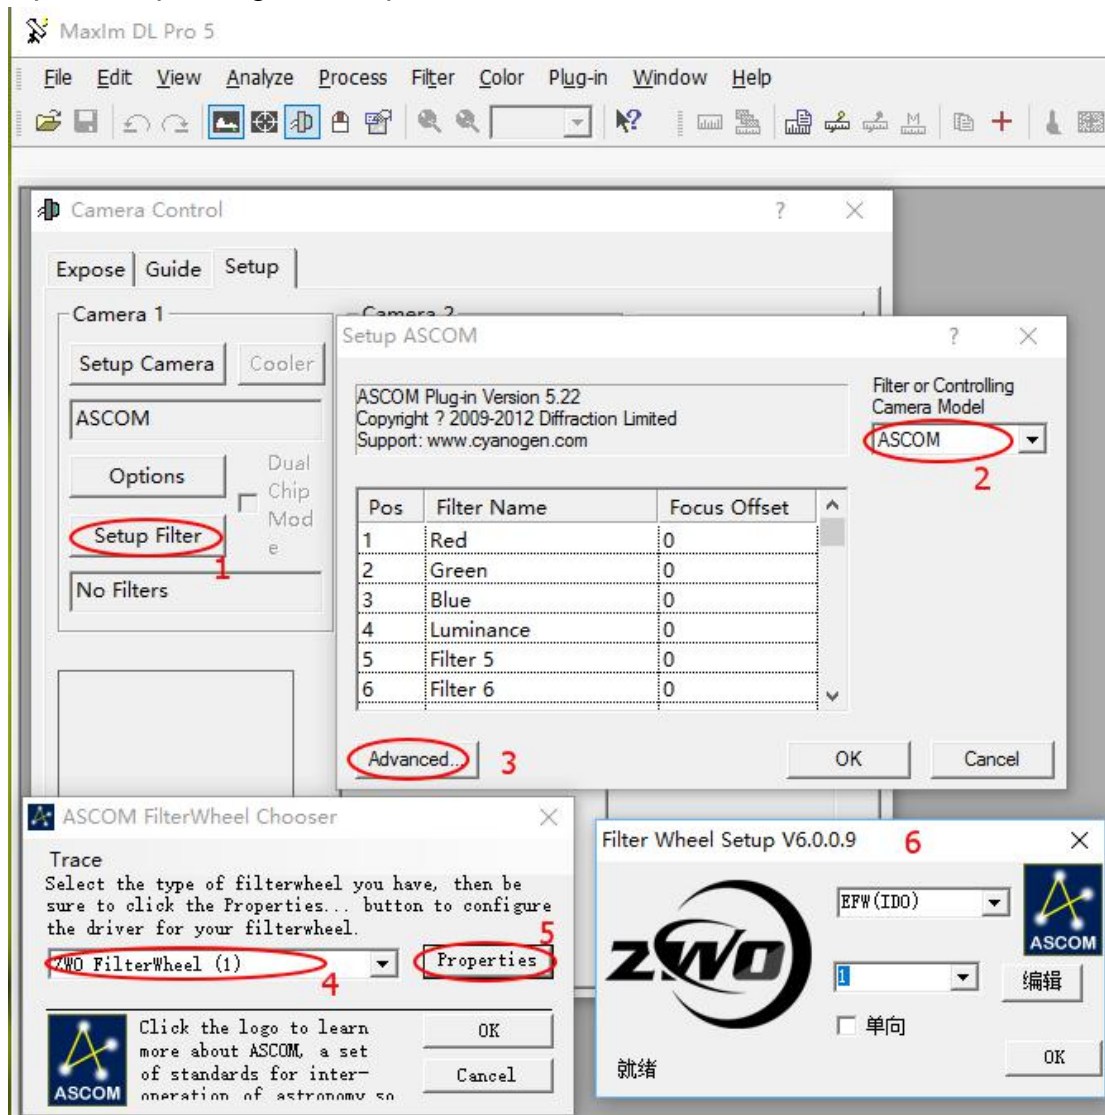 MaxIm DL Pro 5
File Edit View Analyze Process Filter Color Plug-in Window Help
Camera Control ? ×
Expose Guide Setup
Camera 1
Setup Camera Cooler
ASCOM
Options
Dual
Chip
Mod
e
Setup Filter
1
No Filters
Camera 2
Setup ASCOM ? ×
ASCOM Plug-in Version 5.22
Copyright ? 2009-2012 Diffraction Limited
Support: www.cyanogen.com
Filter or Controlling
Camera Model
ASCOM
2
Pos Filter Name Focus Offset
1 Red 0
2 Green 0
3 Blue 0
4 Luminance 0
5 Filter 5 0
6 Filter 6 0
Advanced... 3 OK Cancel
ASCOM FilterWheel Chooser
Trace
Select the type of filterwheel you have, then be
sure to click the Properties... button to configure
the driver for your filterwheel.
5
ZWO FilterWheel (1) Properties
4
Click the logo to learn
more about ASCOM, a
set
of standards for inter-
operation of astronomy so
ASCOM
OK
Cancel
Filter Wheel Setup V6.0.0.9 6
ZWO
EFW(ID0)
ASCOM
1 编辑
单向
就绪 OK